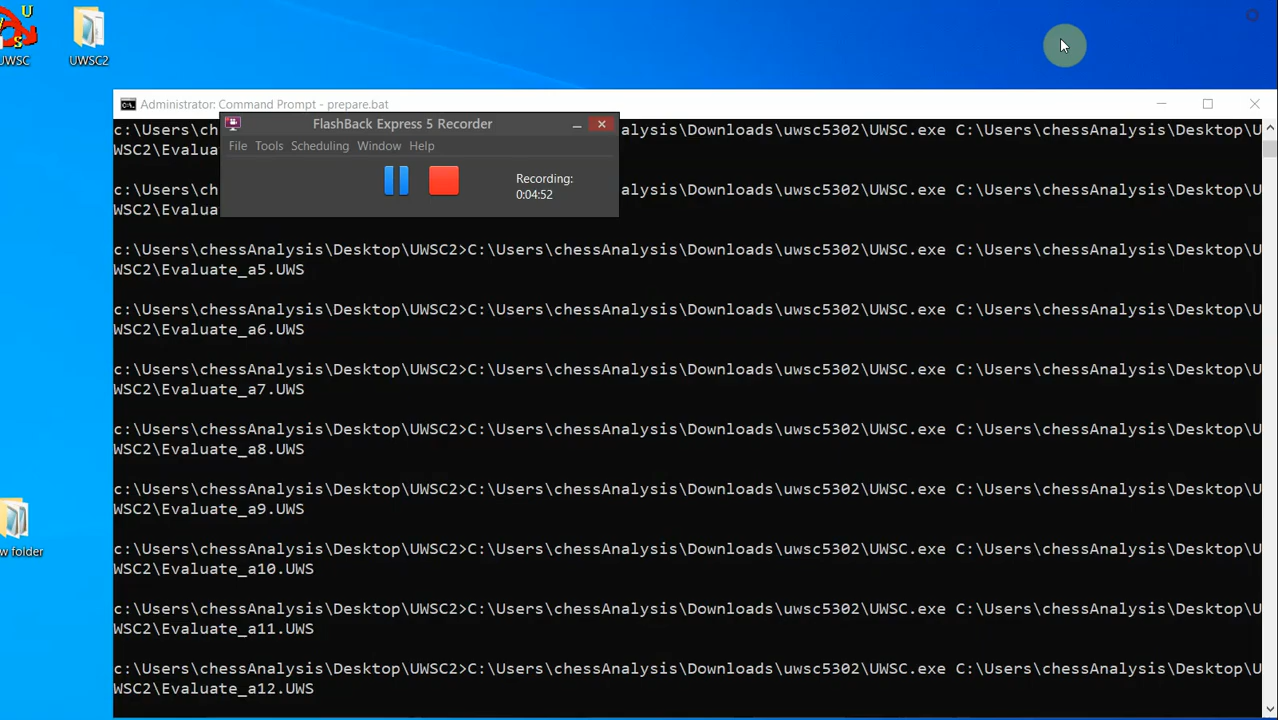 U
S
UWSC
UWSC2
Administrator: Command Prompt - prepare.bat
FlashBack Express 5 Recorder
File Tools Scheduling Window Help
Recording:
0:04:52
c:\Users\ch
Analysis\Downloads\uwsc5302\UWSC.exe C:\Users\chessAnalysis\Desktop\U
WSC2\Evalua
c:\Users\ch
Analysis\Downloads\uwsc5302\UWSC.exe C:\Users\chessAnalysis\Desktop\U
WSC2\Evalua
c:\Users\chessAnalysis\Desktop\UWSC2>C:\Users\chessAnalysis\Downloads\uwsc5302\UWSC.exe C:\Users\chessAnalysis\Desktop\U
WSC2\Evaluate_a5.UWS
c:\Users\chessAnalysis\Desktop\UWSC2>C:\Users\chessAnalysis\Downloads\uwsc5302\UWSC.exe C:\Users\chessAnalysis\Desktop\U
WSC2\Evaluate_a6.UWS
c:\Users\chessAnalysis\Desktop\UWSC2>C:\Users\chessAnalysis\Downloads\uwsc5302\UWSC.exe C:\Users\chessAnalysis\Desktop\U
WSC2\Evaluate_a7.UWS
c:\Users\chessAnalysis\Desktop\UWSC2>C:\Users\chessAnalysis\Downloads\uwsc5302\UWSC.exe C:\Users\chessAnalysis\Desktop\U
WSC2\Evaluate_a8.UWS
c:\Users\chessAnalysis\Desktop\UWSC2>C:\Users\chessAnalysis\Downloads\uwsc5302\UWSC.exe C:\Users\chessAnalysis\Desktop\U
WSC2\Evaluate_a9.UWS
c:\Users\chessAnalysis\Desktop\UWSC2>C:\Users\chessAnalysis\Downloads\uwsc5302\UWSC.exe C:\Users\chessAnalysis\Desktop\U
WSC2\Evaluate_a10.UWS
c:\Users\chessAnalysis\Desktop\UWSC2>C:\Users\chessAnalysis\Downloads\uwsc5302\UWSC.exe C:\Users\chessAnalysis\Desktop\U
WSC2\Evaluate_a11.UWS
c:\Users\chessAnalysis\Desktop\UWSC2>C:\Users\chessAnalysis\Downloads\uwsc5302\UWSC.exe C:\Users\chessAnalysis\Desktop\U
WSC2\Evaluate_a12.UWS
w folder